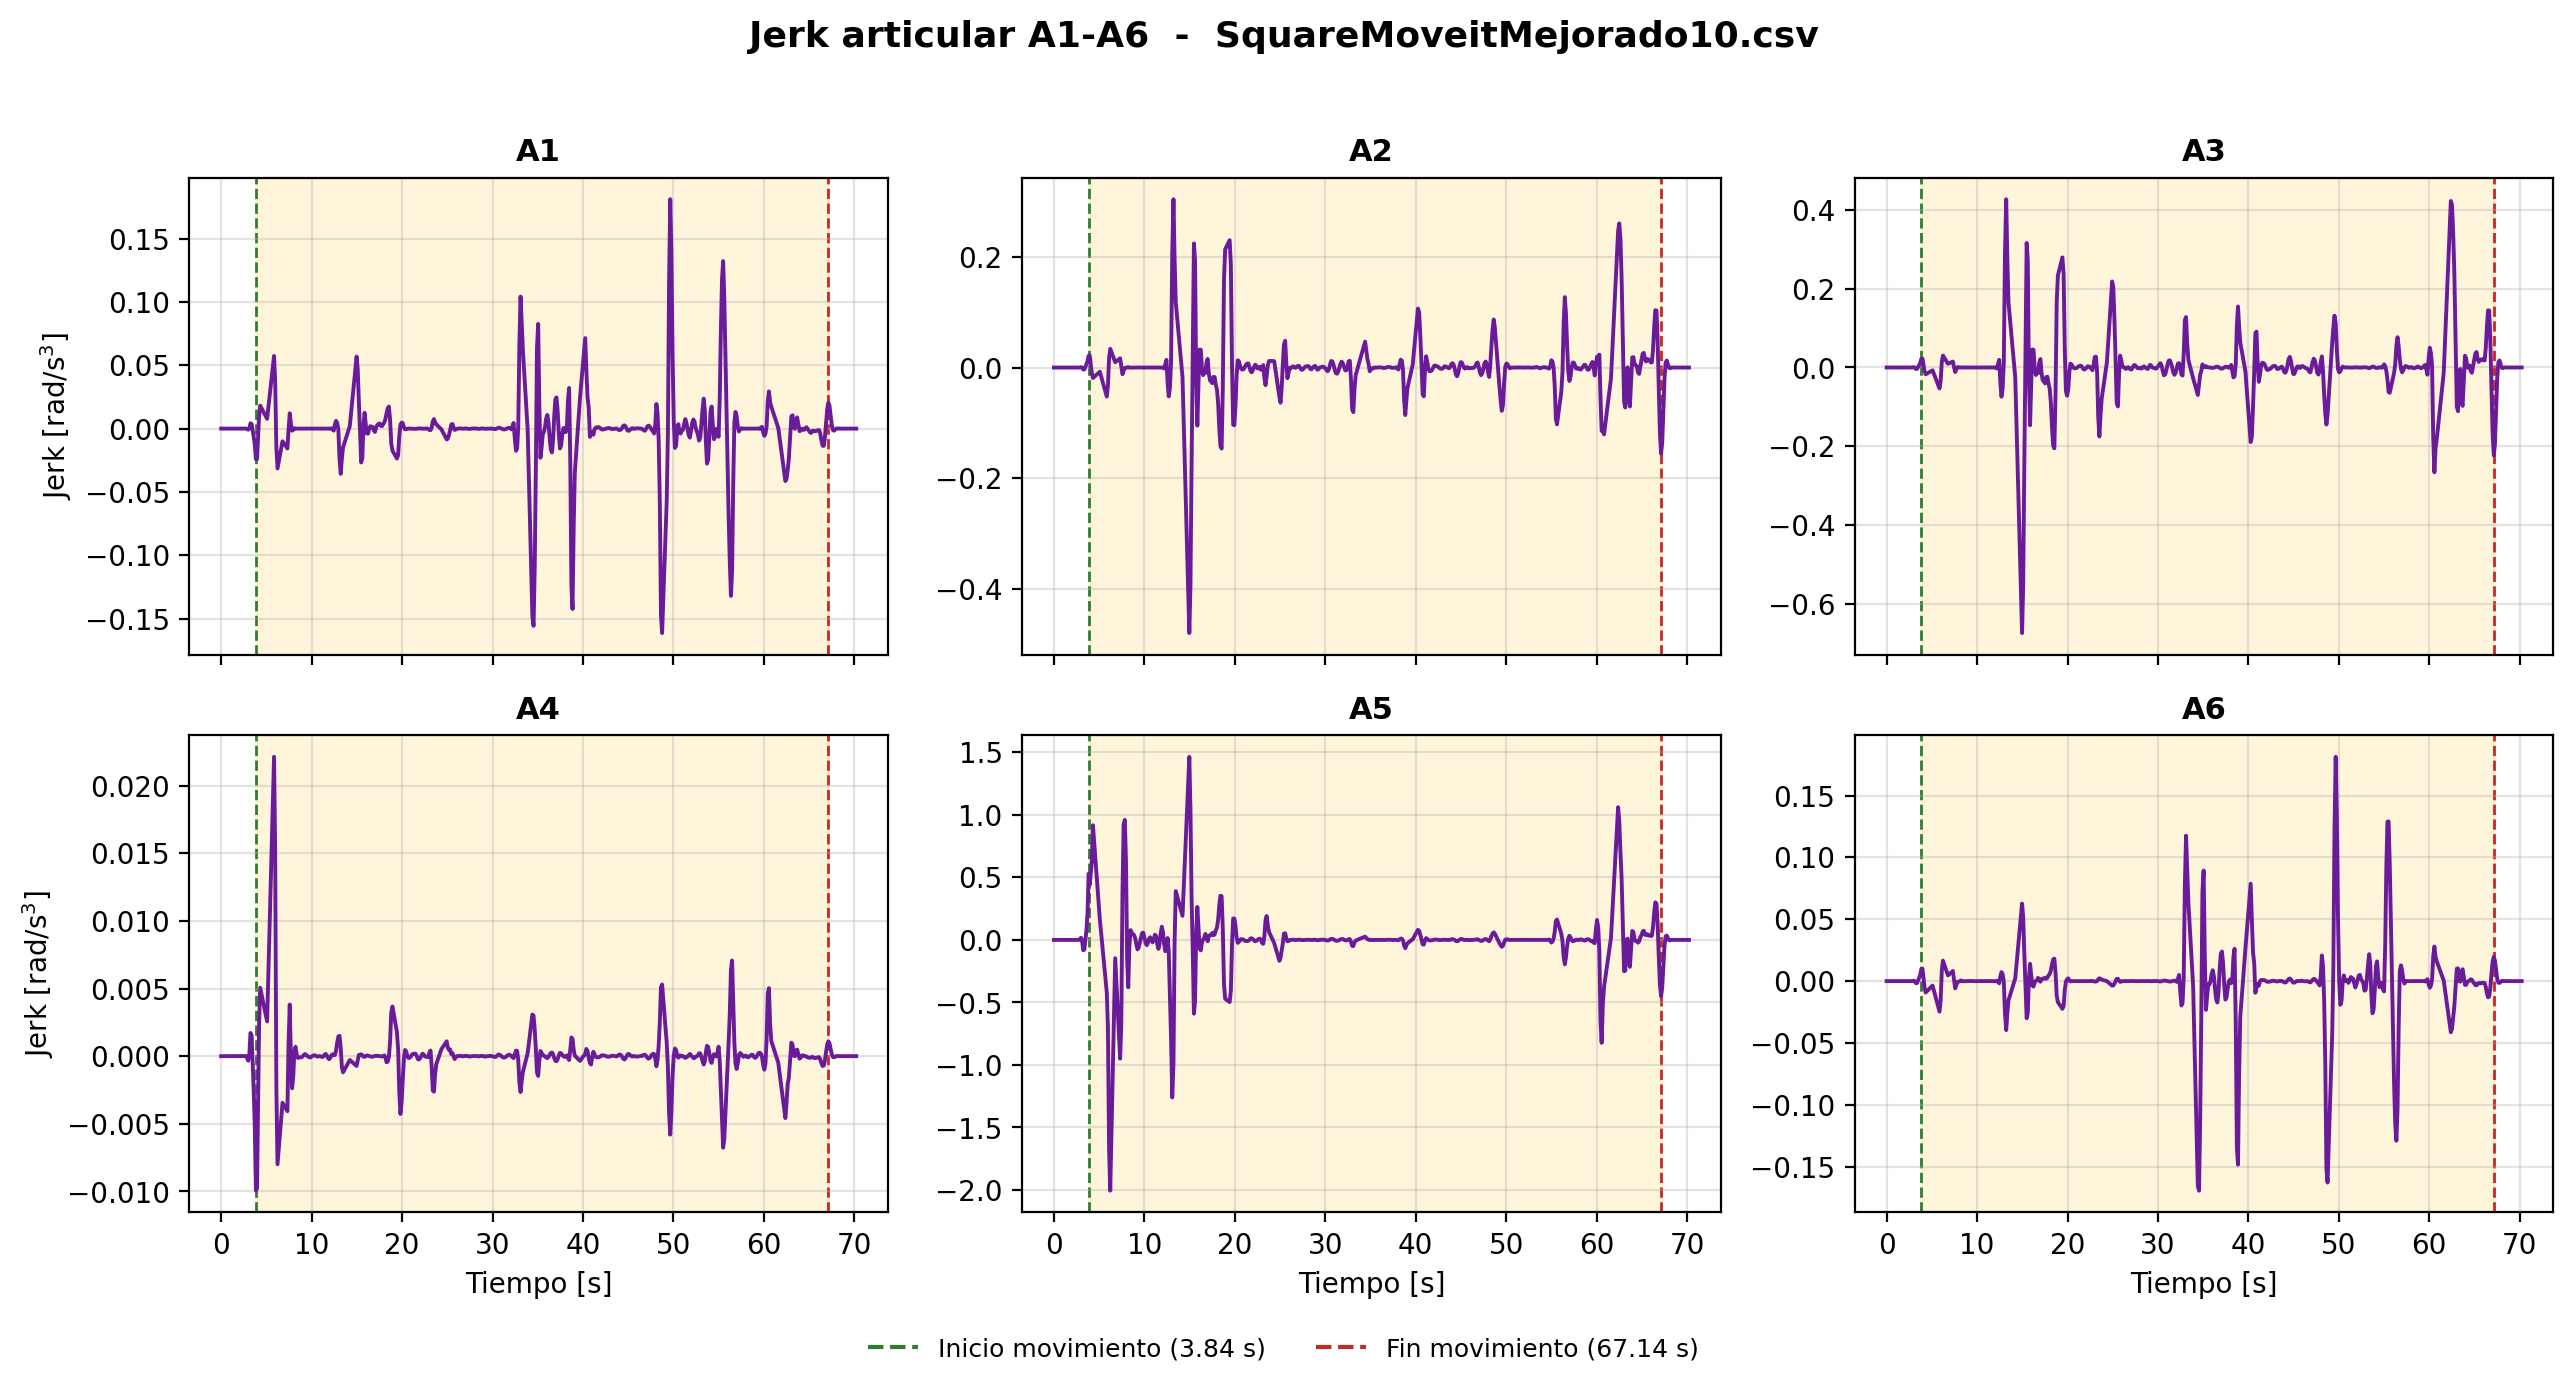 Jerk articular A1-A6  -  SquareMoveitMejorado10.csv
A1
A2
A3
Jerk [rad/s³]
0.15
0.10
0.05
0.00
−0.05
−0.10
−0.15
0.2
0.0
−0.2
−0.4
0.4
0.2
0.0
−0.2
−0.4
−0.6
A4
A5
A6
Jerk [rad/s³]
0.020
0.015
0.010
0.005
0.000
−0.005
−0.010
1.5
1.0
0.5
0.0
−0.5
−1.0
−1.5
−2.0
0.15
0.10
0.05
0.00
−0.05
−0.10
−0.15
0 10 20 30 40 50 60 70
0 10 20 30 40 50 60 70
0 10 20 30 40 50 60 70
Tiempo [s]
Tiempo [s]
Tiempo [s]
Inicio movimiento (3.84 s)
Fin movimiento (67.14 s)